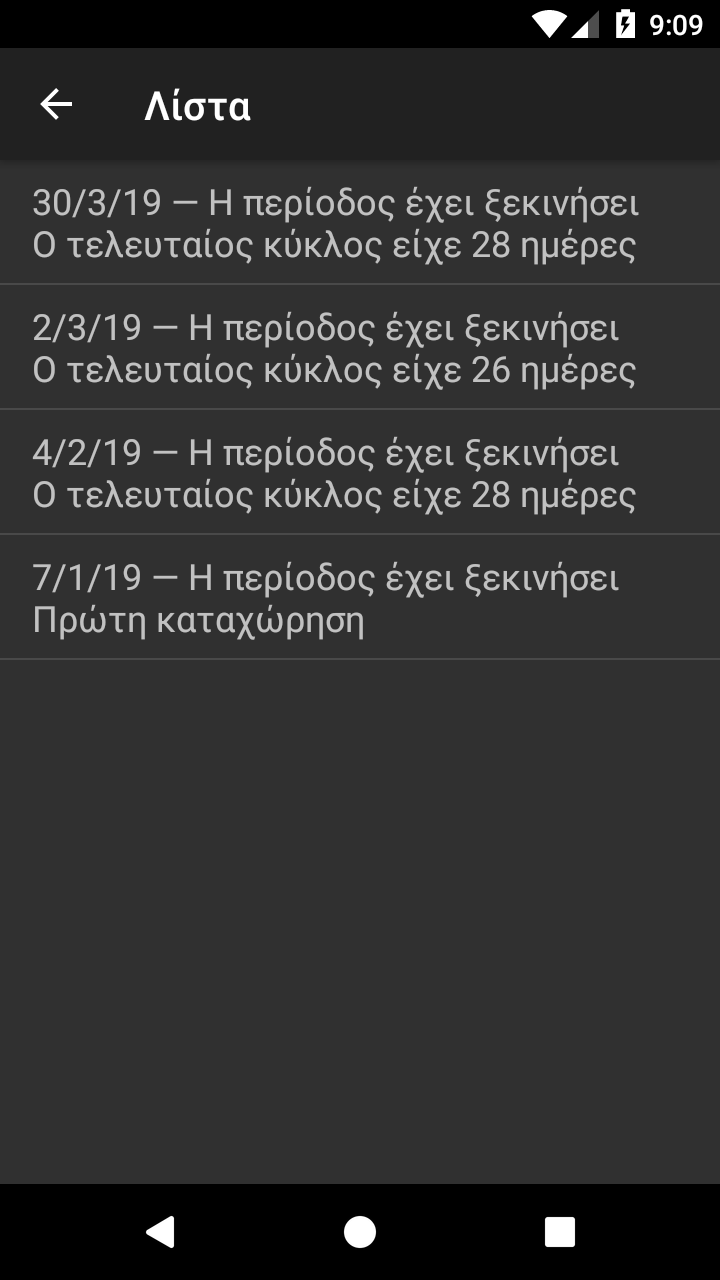 9:09
Λίστα
30/3/19 — Η περίοδος έχει ξεκινήσει
Ο τελευταίος κύκλος είχε 28 ημέρες
2/3/19 — Η περίοδος έχει ξεκινήσει
Ο τελευταίος κύκλος είχε 26 ημέρες
4/2/19 — Η περίοδος έχει ξεκινήσει
Ο τελευταίος κύκλος είχε 28 ημέρες
7/1/19 — Η περίοδος έχει ξεκινήσει
Πρώτη καταχώρηση